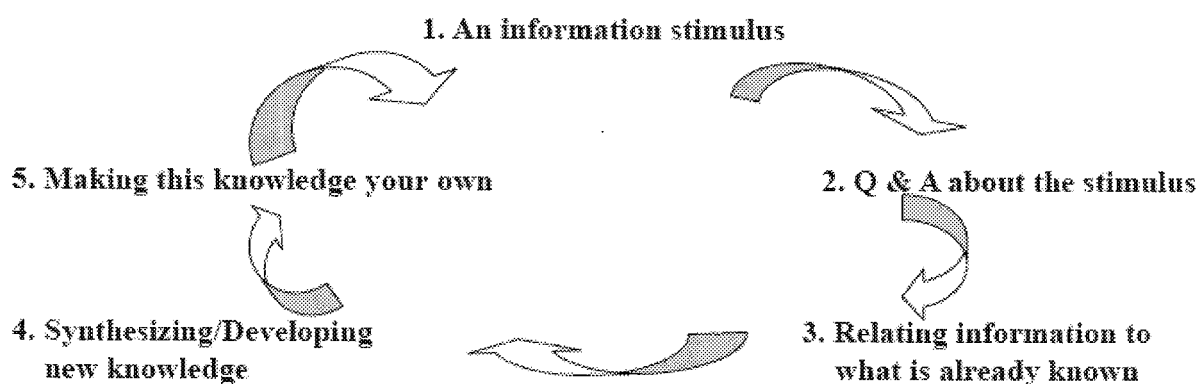 1. An information stimulus
2. Q & A about the stimulus
3. Relating information to
what is already known
4. Synthesizing/Developing
new knowledge
5. Making this knowledge your own